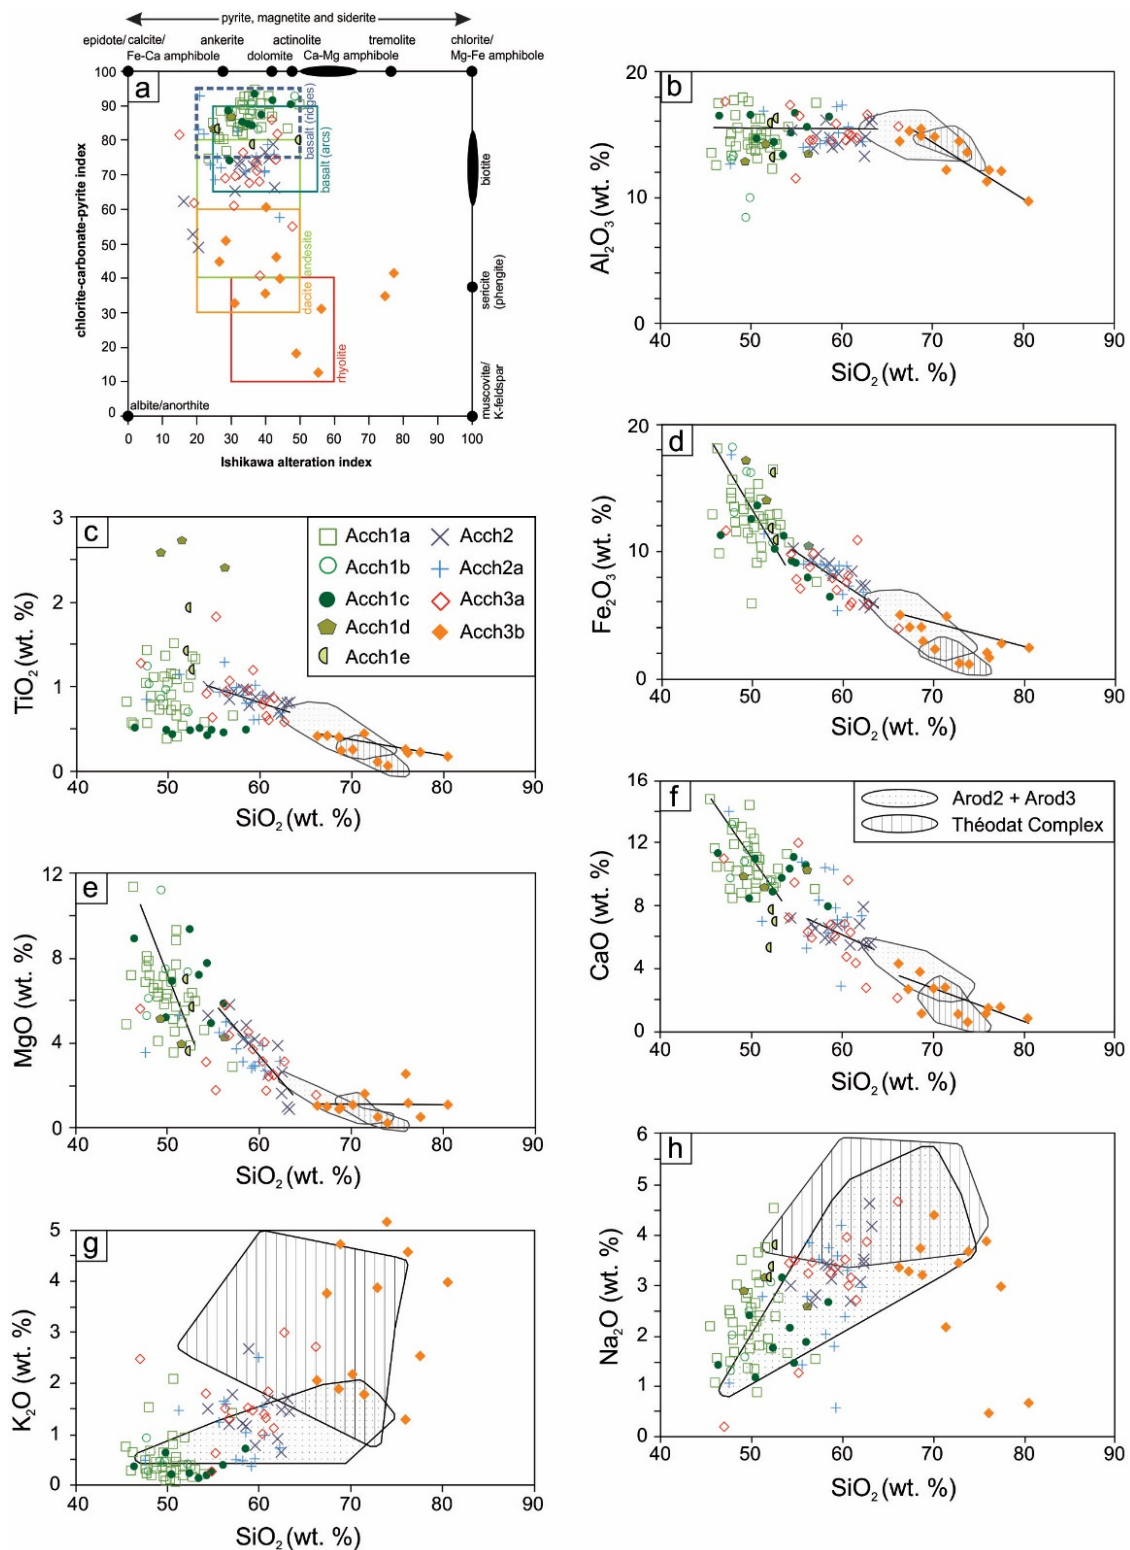 pyrite, magnetite and siderite
epidote/ calcite/ ankerite actinolite tremolite chlorite/
Fe-Ca amphibole dolomite Ca-Mg amphibole Mg-Fe amphibole
a
100
90
80
70
60
50
40
30
20
10
0
chlorite-carbonate-pyrite index
basalt (ridges)
basalt (arcs)
andesite
dacite
rhyolite
biotite
sericite
(phengite)
muscovite/
K-feldspar
albite/anorthite
0 10 20 30 40 50 60 70 80 90 100
Ishikawa alteration index
b
20
10
0
Al2O3 (wt. %)
40 50 60 70 80 90
SiO2 (wt. %)
c
3
2
1
0
TiO2 (wt. %)
Acch1a Acch2
Acch1b Acch2a
Acch1c Acch3a
Acch1d Acch3b
Acch1e
40 50 60 70 80 90
SiO2 (wt. %)
d
20
10
0
Fe2O3 (wt. %)
40 50 60 70 80 90
SiO2 (wt. %)
e
12
8
4
0
MgO (wt. %)
40 50 60 70 80 90
SiO2 (wt. %)
f
16
12
8
4
0
CaO (wt. %)
Arod2 + Arod3
Théodat Complex
40 50 60 70 80 90
SiO2 (wt. %)
g
5
4
3
2
1
0
K2O (wt. %)
40 50 60 70 80 90
SiO2 (wt. %)
h
6
5
4
3
2
1
0
Na2O (wt. %)
40 50 60 70 80 90
SiO2 (wt. %)